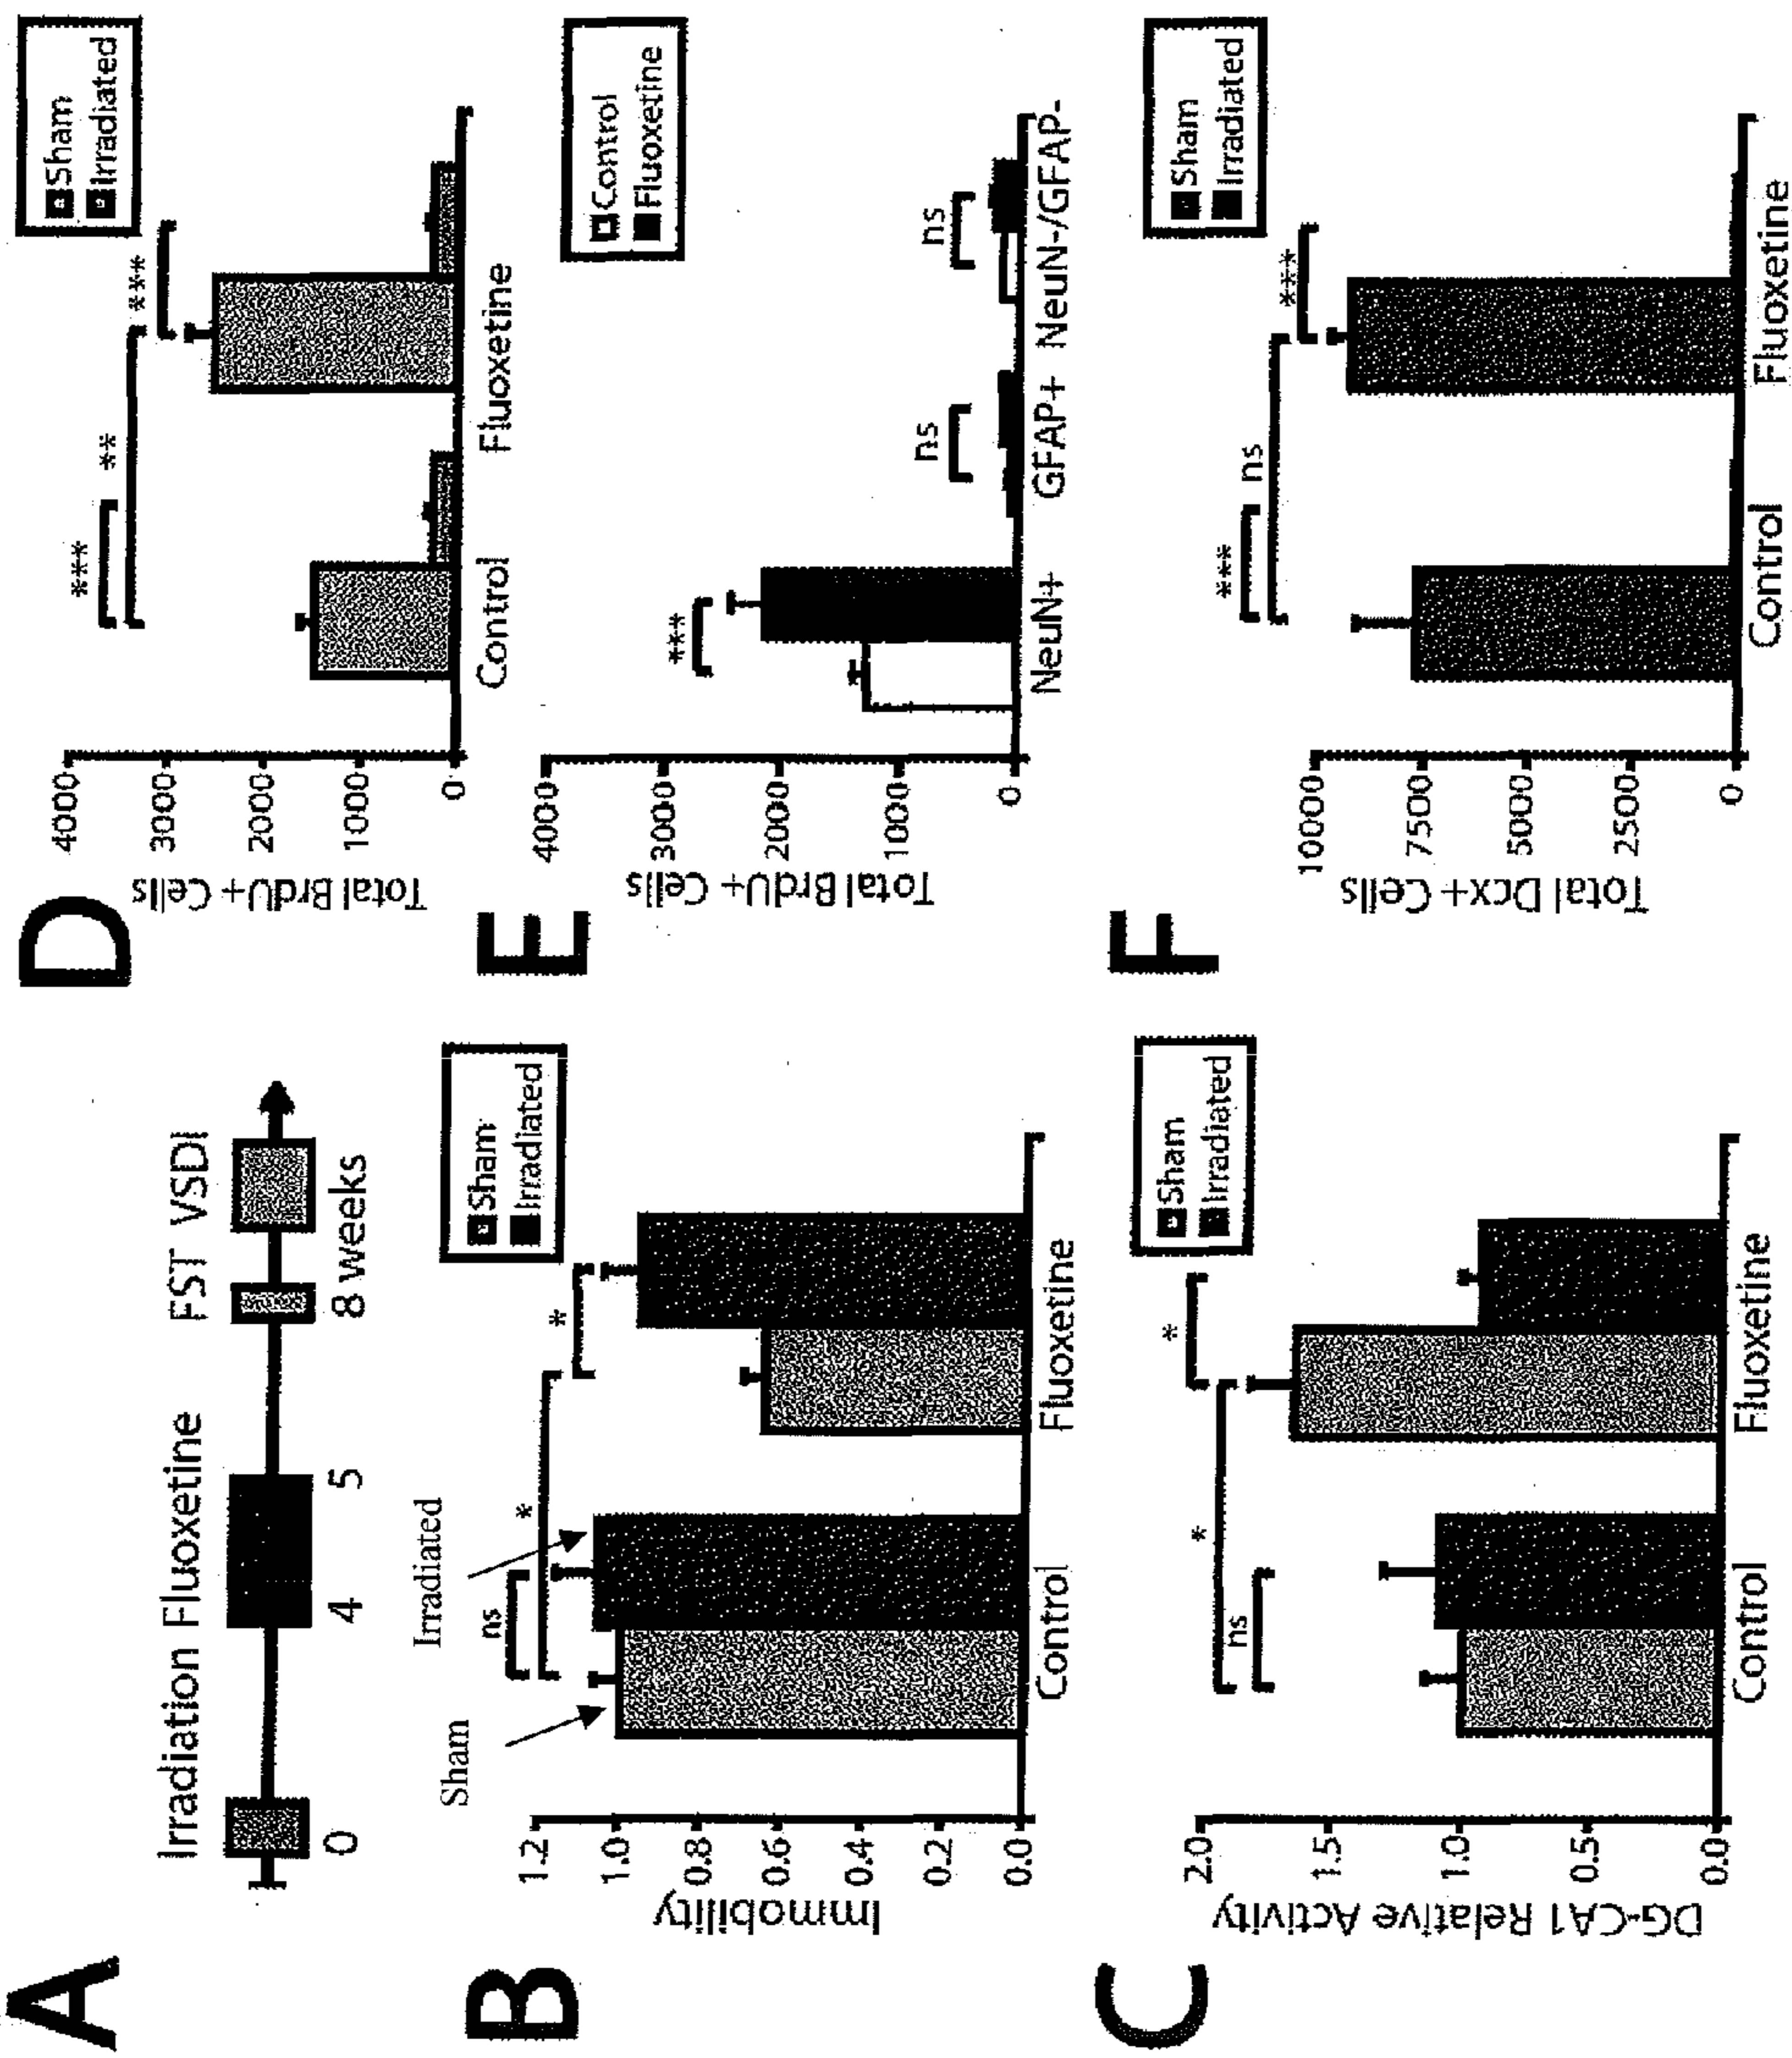 A
Irradiation Fluoxetine FST VSDI
0 4 5 8 weeks
B
Immobility
1.2
1.0
0.8
0.6
0.4
0.2
0.0
Sham
Irradiated
ns
*
*
Sham
Irradiated
Control Fluoxetine
C
DG-CA1 Relative Activity
2.0
1.5
1.0
0.5
0.0
ns
*
*
Sham
Irradiated
Control Fluoxetine
D
Total BrdU+ Cells
4000
3000
2000
1000
0
***
**
***
Sham
Irradiated
Control Fluoxetine
E
Total BrdU+ Cells
4000
3000
2000
1000
0
***
ns
ns
Control
Fluoxetine
NeuN+ GFAP+ NeuN-/GFAP-
F
Total Dcx+ Cells
10000
7500
5000
2500
0
***
ns
***
Sham
Irradiated
Control Fluoxetine